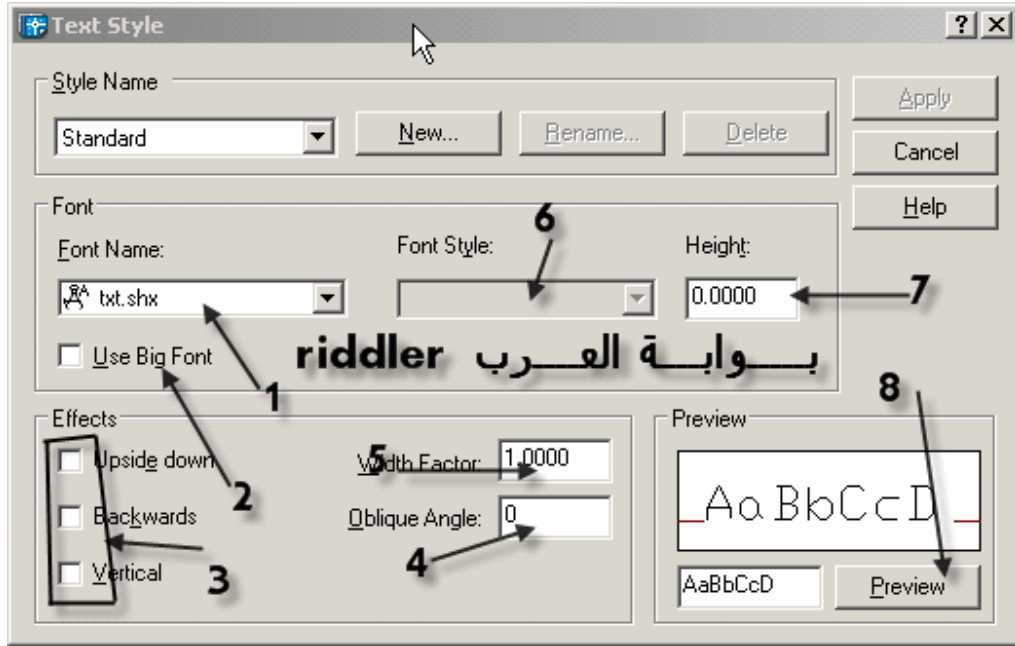 Text Style
Style Name
Standard New... Rename... Delete
Apply
Cancel
Help
Font
Font Name: Font Style: Height:
txt.shx 0.0000
Use Big Font
بـــــوابـــة العــــرب riddler
Effects
Upside down Width Factor: 1.0000
Backwards Oblique Angle: 0
Vertical
Preview
AaBbCcD
AaBbCcD Preview
1
2
3
4
5
6
7
8